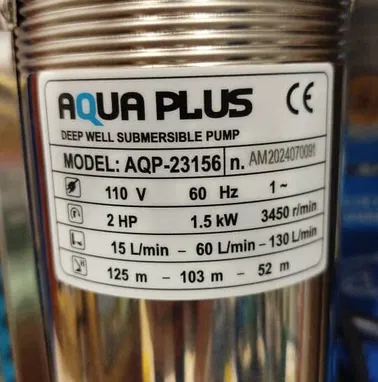 AQUA PLUS CE
DEEP WELL SUBMERSIBLE PUMP
MODEL: AQP-23156 n. AM2024070091
110 V 60 Hz 1~
2 HP 1.5 kW 3450 r/min
15 L/min – 60 L/min – 130 L/min
125 m – 103 m – 52 m